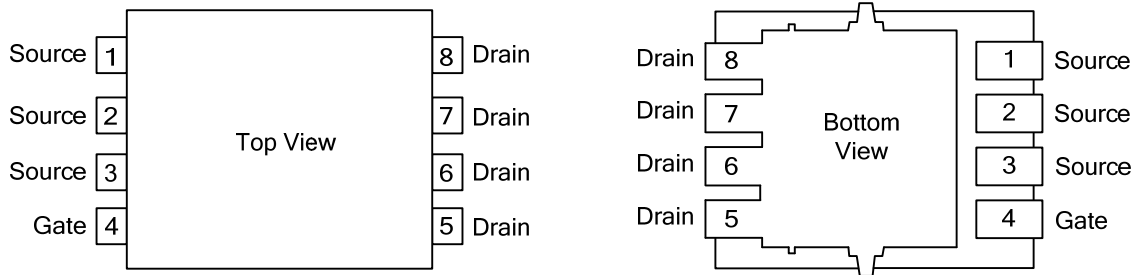 Source 1 8 Drain
Source 2 7 Drain
Source 3 6 Drain
Gate 4 5 Drain
Top View
Drain 8 1 Source
Drain 7 2 Source
Drain 6 3 Source
Drain 5 4 Gate
Bottom
View